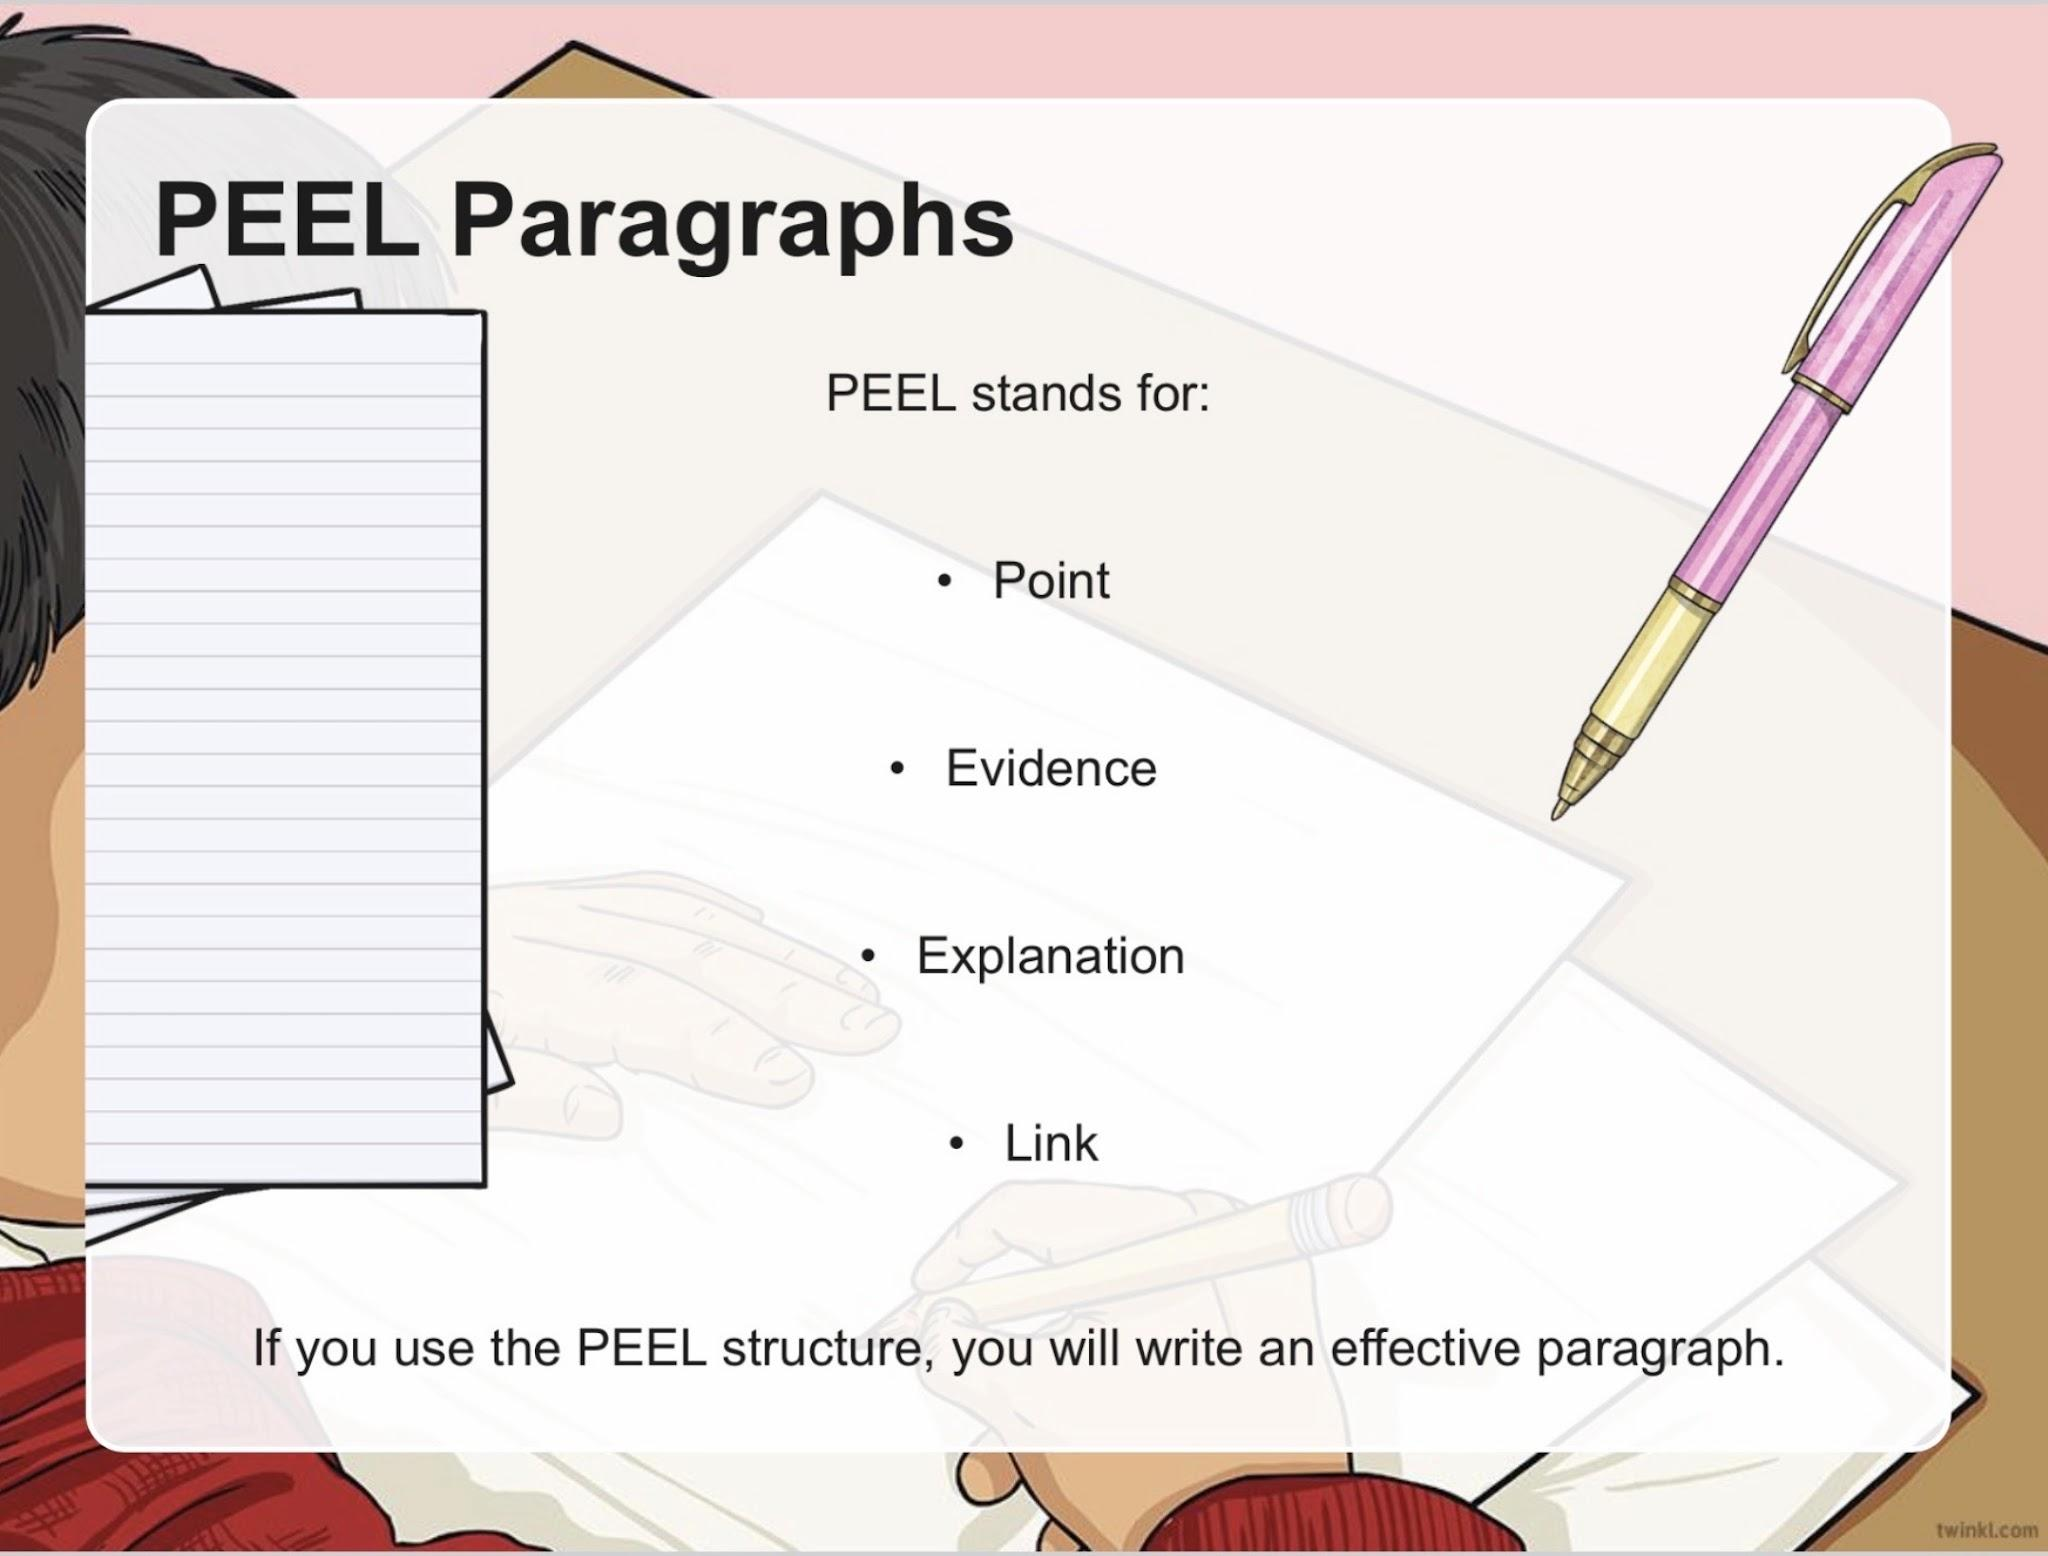 PEEL Paragraphs
PEEL stands for:
• Point
• Evidence
• Explanation
• Link
If you use the PEEL structure, you will write an effective paragraph.
twinkl.com